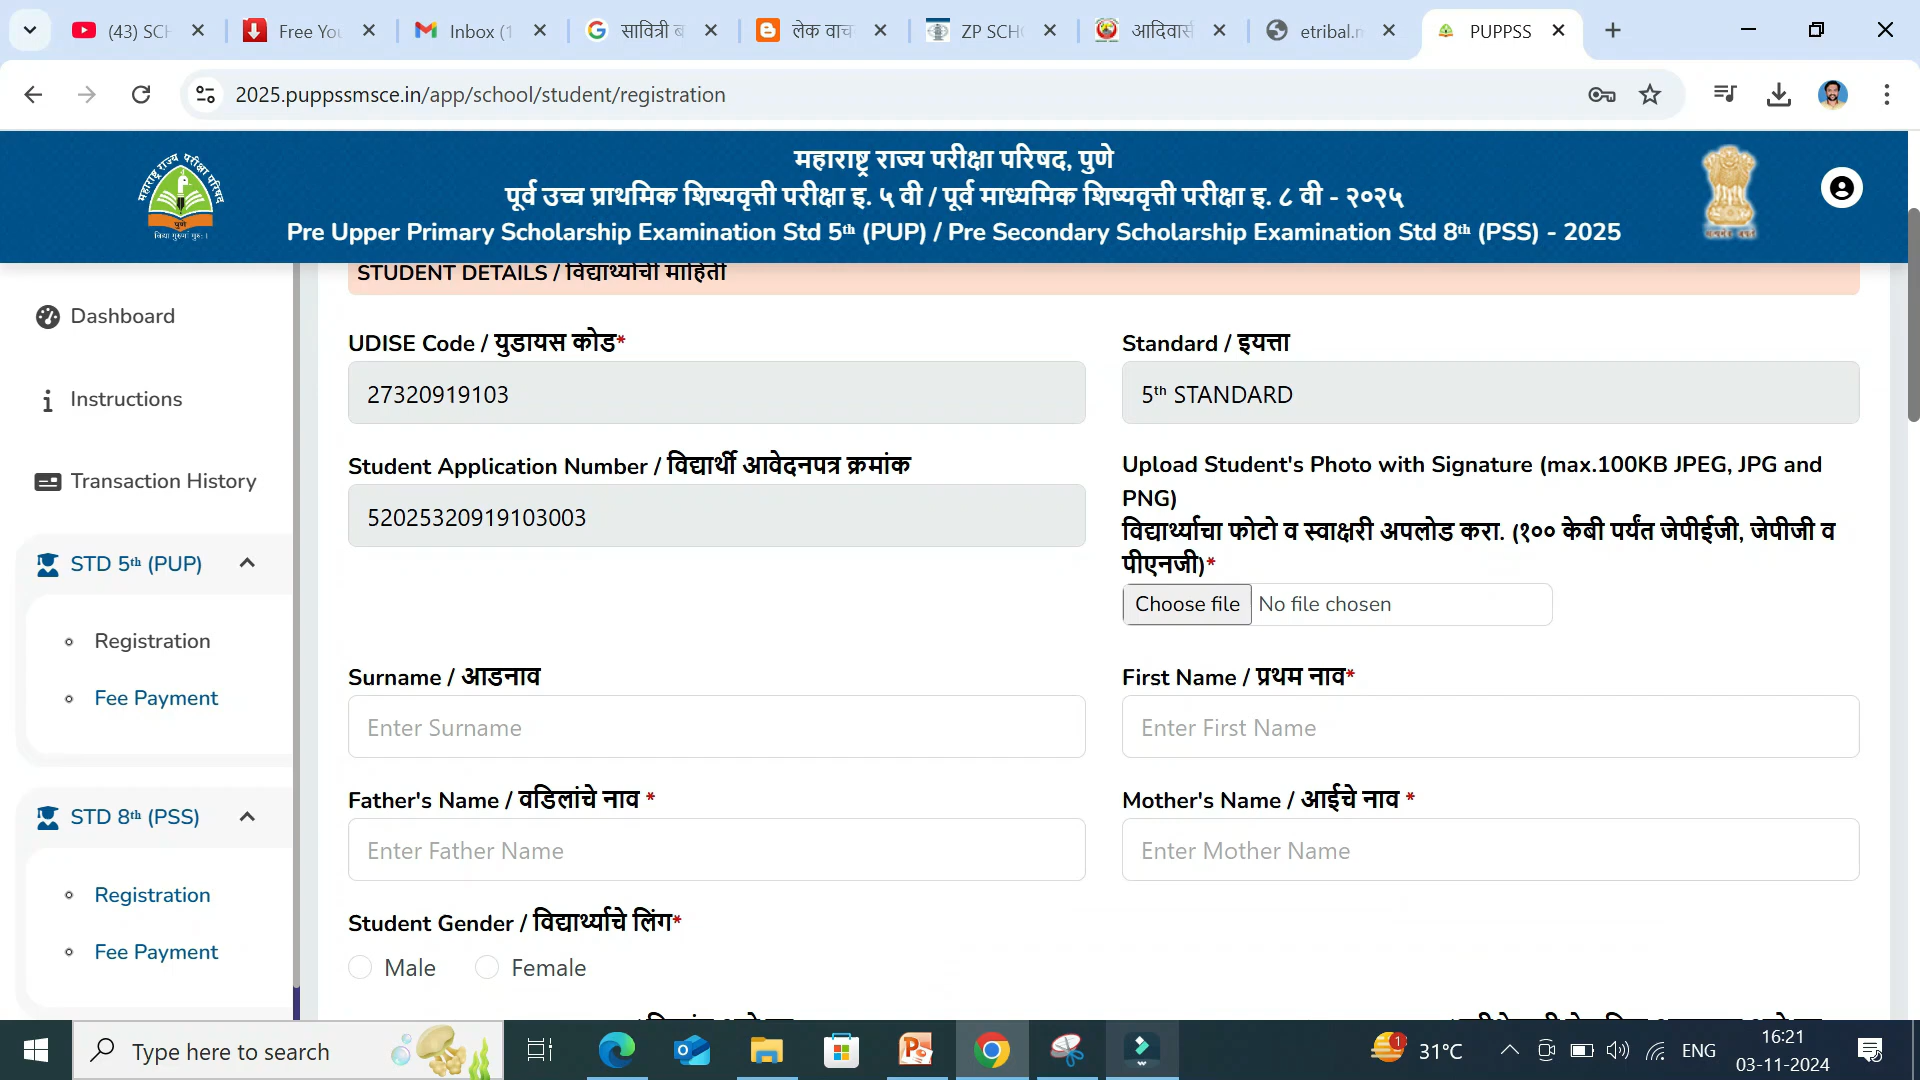 (43) SCH
Free You
Inbox (1
सावित्री ब
लेक वाच
ZP SCHO
आदिवासी
etribal.m
PUPPSS
2025.puppssmsce.in/app/school/student/registration
महाराष्ट्र राज्य परीक्षा परिषद, पुणे
पूर्व उच्च प्राथमिक शिष्यवृत्ती परीक्षा इ. ५ वी / पूर्व माध्यमिक शिष्यवृत्ती परीक्षा इ. ८ वी - २०२५
Pre Upper Primary Scholarship Examination Std 5th (PUP) / Pre Secondary Scholarship Examination Std 8th (PSS) - 2025
महाराष्ट्र राज्य परीक्षा परिषद
पुणे
Dashboard
Instructions
Transaction History
STD 5th (PUP)
Registration
Fee Payment
STD 8th (PSS)
Registration
Fee Payment
STUDENT DETAILS / विद्यार्थ्याची माहिती
UDISE Code / युडायस कोड*
27320919103
Standard / इयत्ता
5th STANDARD
Student Application Number / विद्यार्थी आवेदनपत्र क्रमांक
52025320919103003
Upload Student's Photo with Signature (max.100KB JPEG, JPG and
PNG)
विद्यार्थ्याचा फोटो व स्वाक्षरी अपलोड करा. (१०० केबी पर्यंत जेपीईजी, जेपीजी व
पीएनजी)*
Choose file No file chosen
Surname / आडनाव
Enter Surname
First Name / प्रथम नाव*
Enter First Name
Father's Name / वडिलांचे नाव *
Enter Father Name
Mother's Name / आईचे नाव *
Enter Mother Name
Student Gender / विद्यार्थ्याचे लिंग*
Male
Female
Type here to search
1
31°C
ENG
16:21
03-11-2024